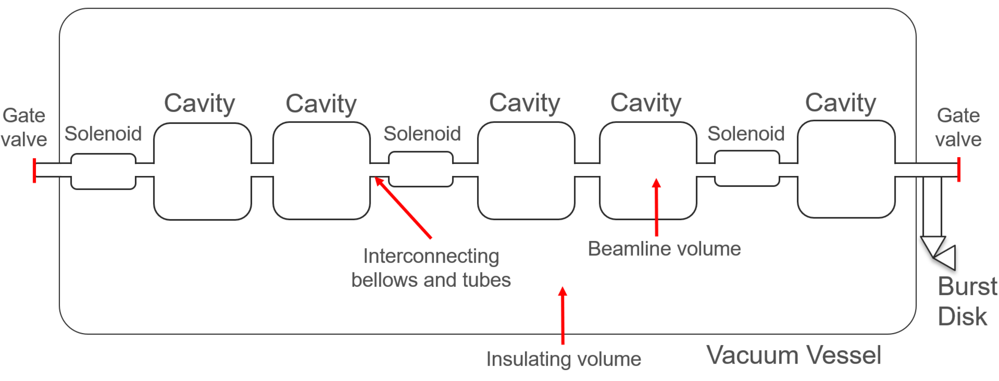 Cavity
Cavity
Cavity
Cavity
Cavity
Gate
valve
Solenoid
Solenoid
Solenoid
Gate
valve
Interconnecting
bellows and tubes
Beamline volume
Burst
Disk
Insulating volume
Vacuum Vessel